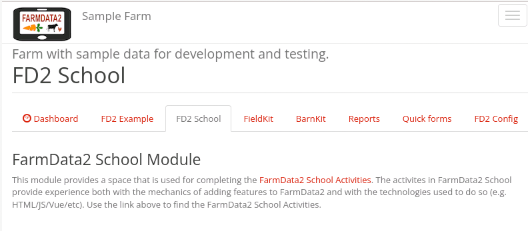 FARMDATA2
Sample Farm
Farm with sample data for development and testing.
FD2 School
Dashboard FD2 Example FD2 School FieldKit BarnKit Reports Quick forms FD2 Config
FarmData2 School Module
This module provides a space that is used for completing the FarmData2 School Activities. The activites in FarmData2 School
provide experience both with the mechanics of adding features to FarmData2 and with the technologies used to do so (e.g.
HTML/JS/Vue/etc). Use the link above to find the FarmData2 School Activities.